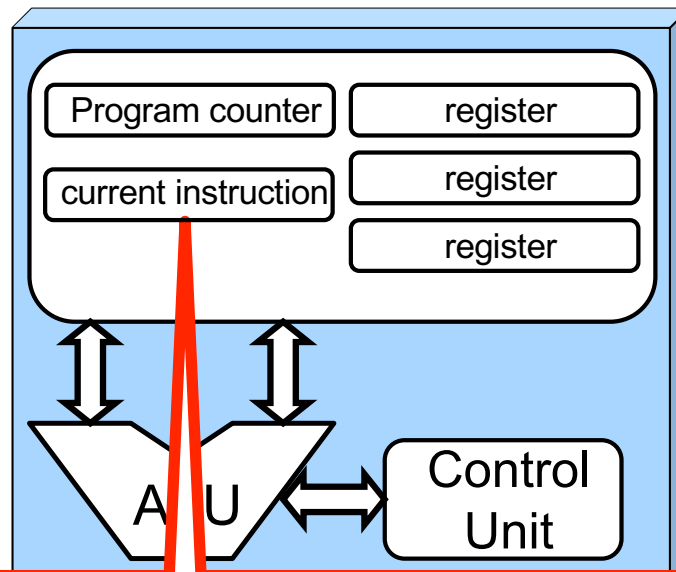 Program counter
register
current instruction
register
register
A U
Control
Unit